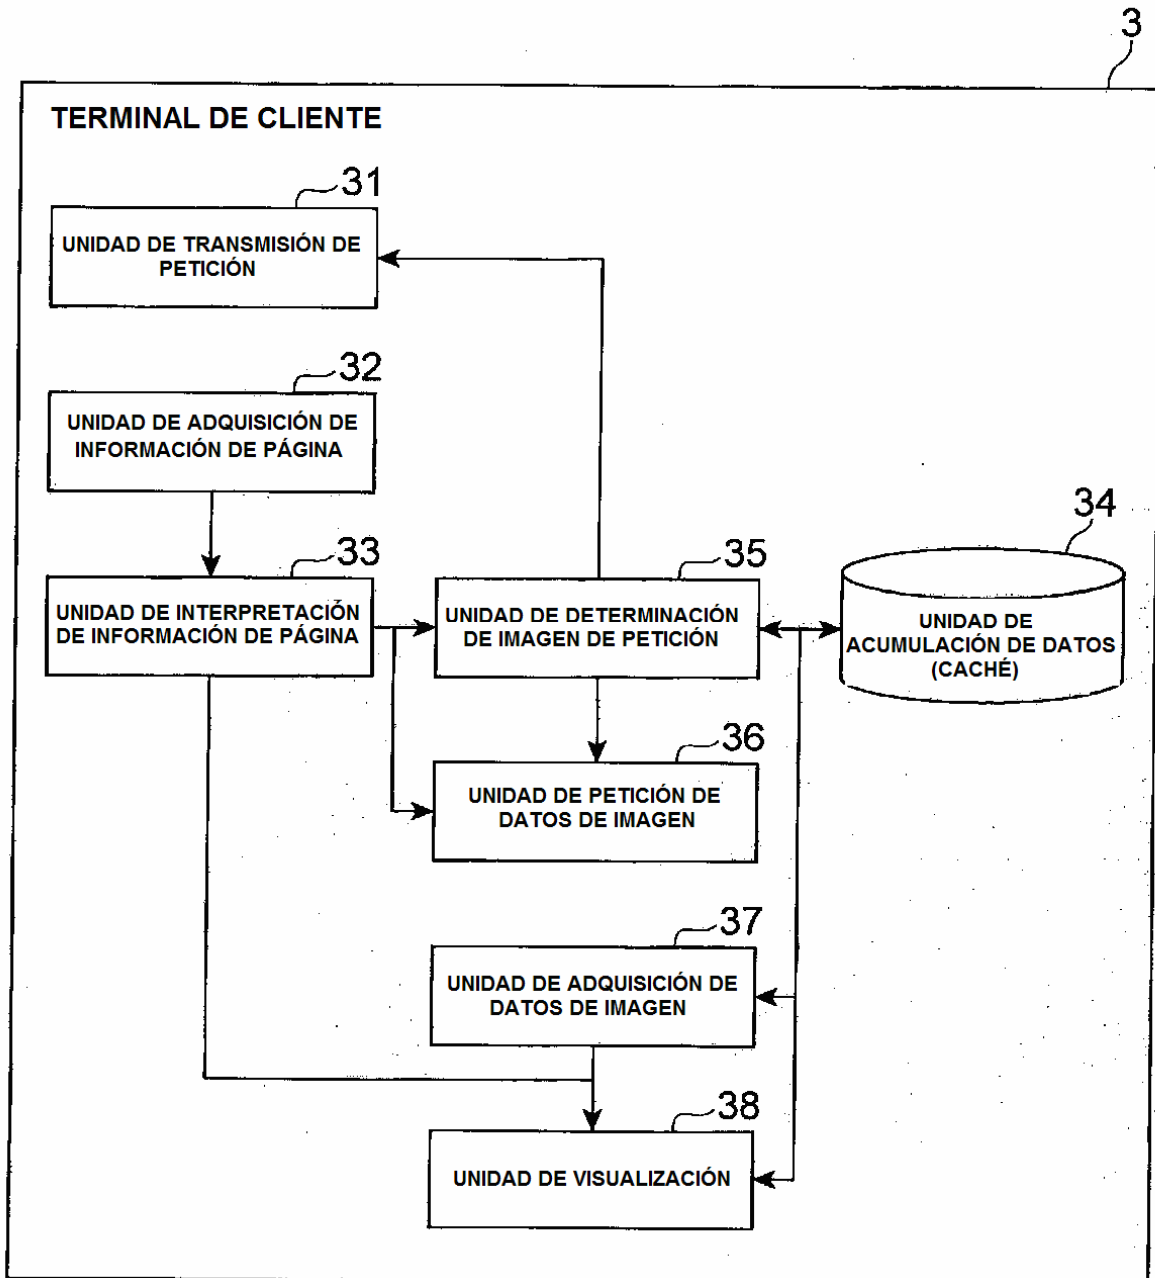 3
TERMINAL DE CLIENTE
31
UNIDAD DE TRANSMISIÓN DE
PETICIÓN
32
UNIDAD DE ADQUISICIÓN DE
INFORMACIÓN DE PÁGINA
33
UNIDAD DE INTERPRETACIÓN
DE INFORMACIÓN DE PÁGINA
35
UNIDAD DE DETERMINACIÓN
DE IMAGEN DE PETICIÓN
34
UNIDAD DE
ACUMULACIÓN DE DATOS
(CACHÉ)
36
UNIDAD DE PETICIÓN DE
DATOS DE IMAGEN
37
UNIDAD DE ADQUISICIÓN DE
DATOS DE IMAGEN
38
UNIDAD DE VISUALIZACIÓN